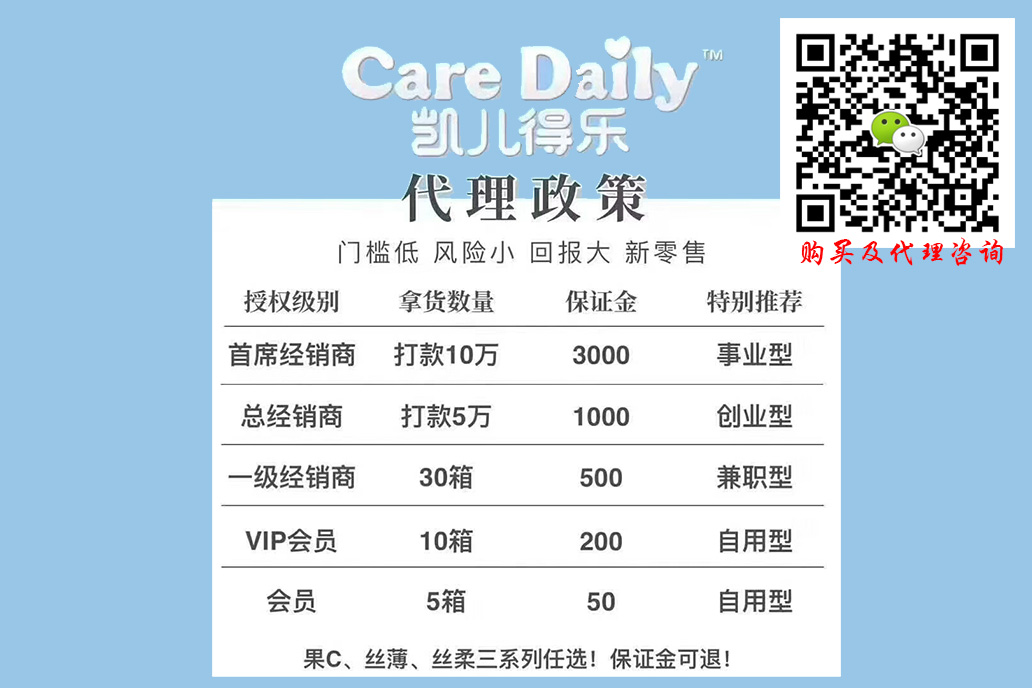 Care Daily™
凯儿得乐
代理政策
门槛低 风险小 回报大 新零售
购买及代理咨询
授权级别 拿货数量 保证金 特别推荐
首席经销商 打款10万 3000 事业型
总经销商 打款5万 1000 创业型
一级经销商 30箱 500 兼职型
VIP会员 10箱 200 自用型
会员 5箱 50 自用型
果C、丝薄、丝柔三系列任选！保证金可退！